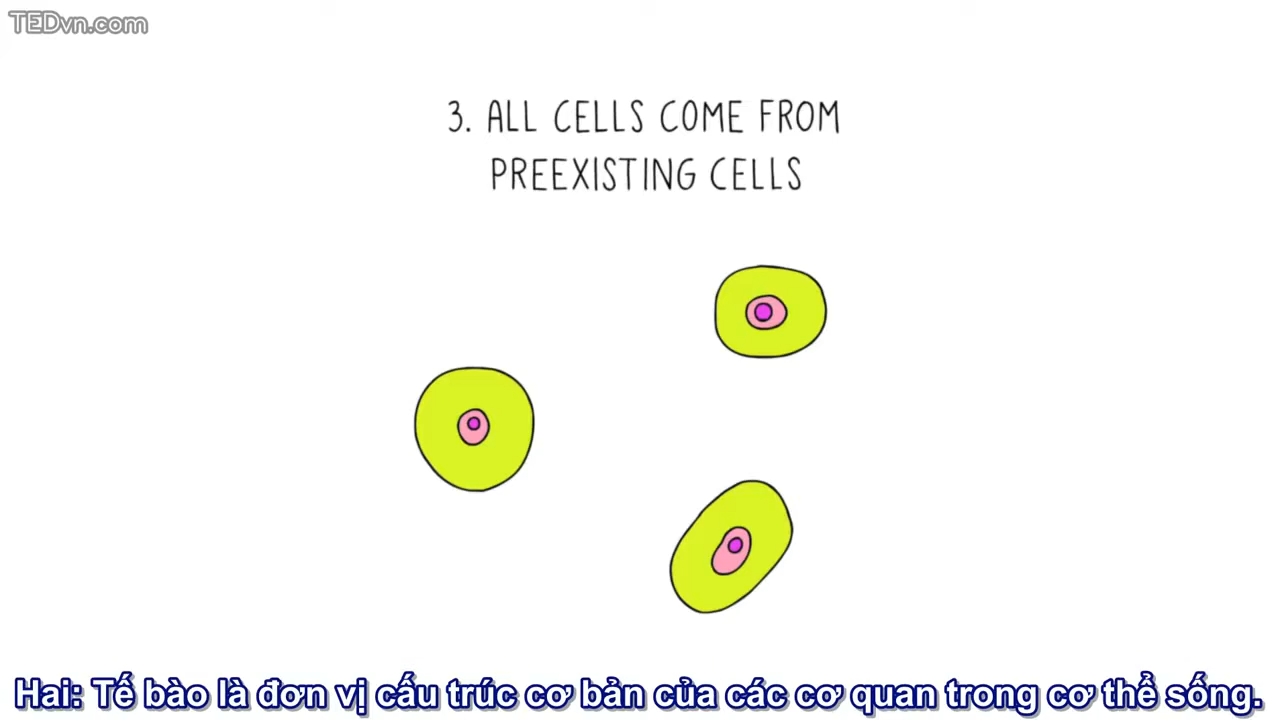 TEDvn.com
3. ALL CELLS COME FROM
PREEXISTING CELLS
Hai: Tế bào là đơn vị cấu trúc cơ bản của các cơ quan trong cơ thể sống.